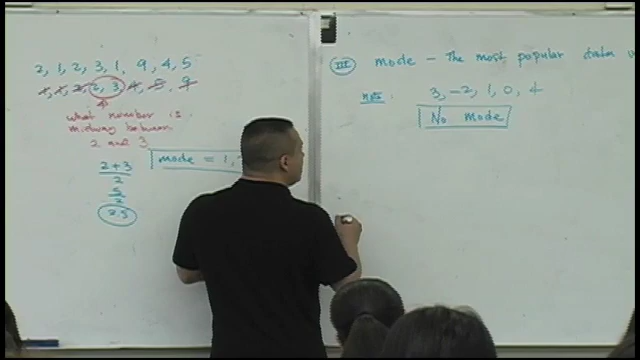 2, 1, 2, 3, 1, 9, 4, 5
1, 1, 2, 2, 3, 4, 5, 9
what number is
midway between
2 and 3
2+3
2
5
2
2.5
mode = 1,
III mode - The most popular data
3, -2, 1, 0, 4
No mode